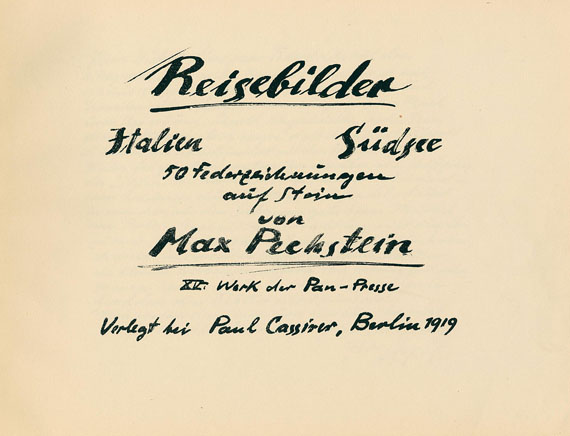 Reisebilder
Italien Südsee
50 Federzeichnungen
auf Stein
von
Max Pechstein
XV. Werk der Pan-Presse
Verlegt bei Paul Cassirer, Berlin 1919